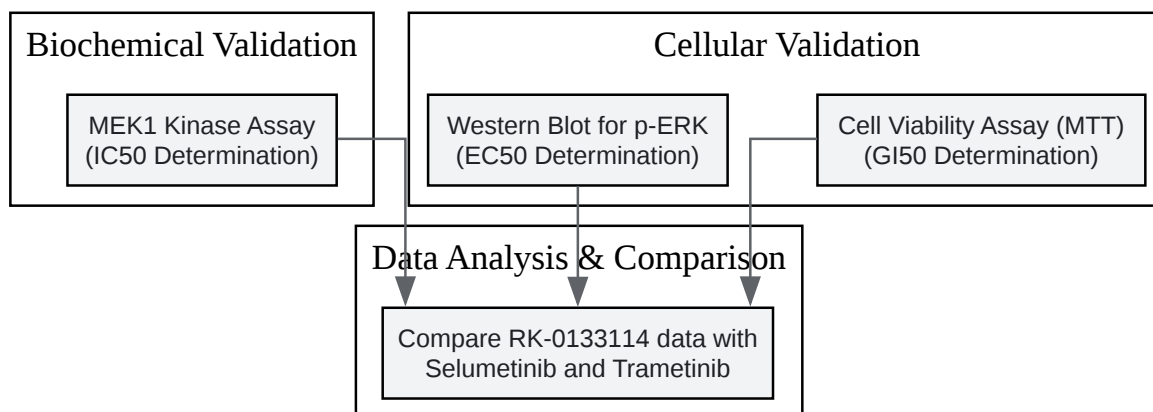 Biochemical Validation
MEK1 Kinase Assay
(IC50 Determination)
Cellular Validation
Western Blot for p-ERK
(EC50 Determination)
Cell Viability Assay (MTT)
(GI50 Determination)
Data Analysis & Comparison
Compare RK-0133114 data with
Selumetinib and Trametinib